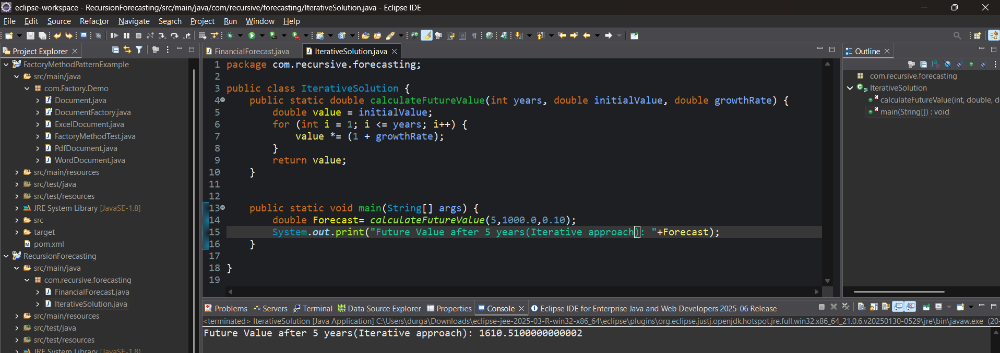 eclipse-workspace - RecursionForecasting/src/main/java/com/recursive/forecasting/IterativeSolution.java - Eclipse IDE
File Edit Source Refactor Navigate Search Project Run Window Help
Project Explorer
FactoryMethodPatternExample
src/main/java
com.Factory.Demo
Document.java
DocumentFactory.java
ExcelDocument.java
FactoryMethodTest.java
PdfDocument.java
WordDocument.java
src/main/resources
src/test/java
src/test/resources
JRE System Library [JavaSE-1.8]
src
target
pom.xml
RecursionForecasting
src/main/java
com.recursive.forecasting
FinancialForecast.java
IterativeSolution.java
src/main/resources
src/test/java
src/test/resources
JRE System Library [JavaSE-1.8]
FinancialForecast.java IterativeSolution.java
1 package com.recursive.forecasting;
2
3 public class IterativeSolution {
4 public static double calculateFutureValue(int years, double initialValue, double growthRate) {
5 double value = initialValue;
6 for (int i = 1; i <= years; i++) {
7 value *= (1 + growthRate);
8 }
9 return value;
10 }
11
12
13 public static void main(String[] args) {
14 double Forecast= calculateFutureValue(5,1000.0,0.10);
15 System.out.print("Future Value after 5 years(Iterative approach): "+Forecast);
16 }
17
18 }
19
Outline
com.recursive.forecasting
IterativeSolution
calculateFutureValue(int, double, d
main(String[]) : void
Problems Servers Terminal Data Source Explorer Properties Console Eclipse IDE for Enterprise Java and Web Developers 2025-06 Release
<terminated> IterativeSolution [Java Application] C:\Users\durga\Downloads\eclipse-jee-2025-03-R-win32-x86_64\eclipse\plugins\org.eclipse.justj.openjdk.hotspot.jre.full.win32.x86_64_21.0.6.v20250130-0529\jre\bin\javaw.exe (20-
Future Value after 5 years(Iterative approach): 1610.5100000000002